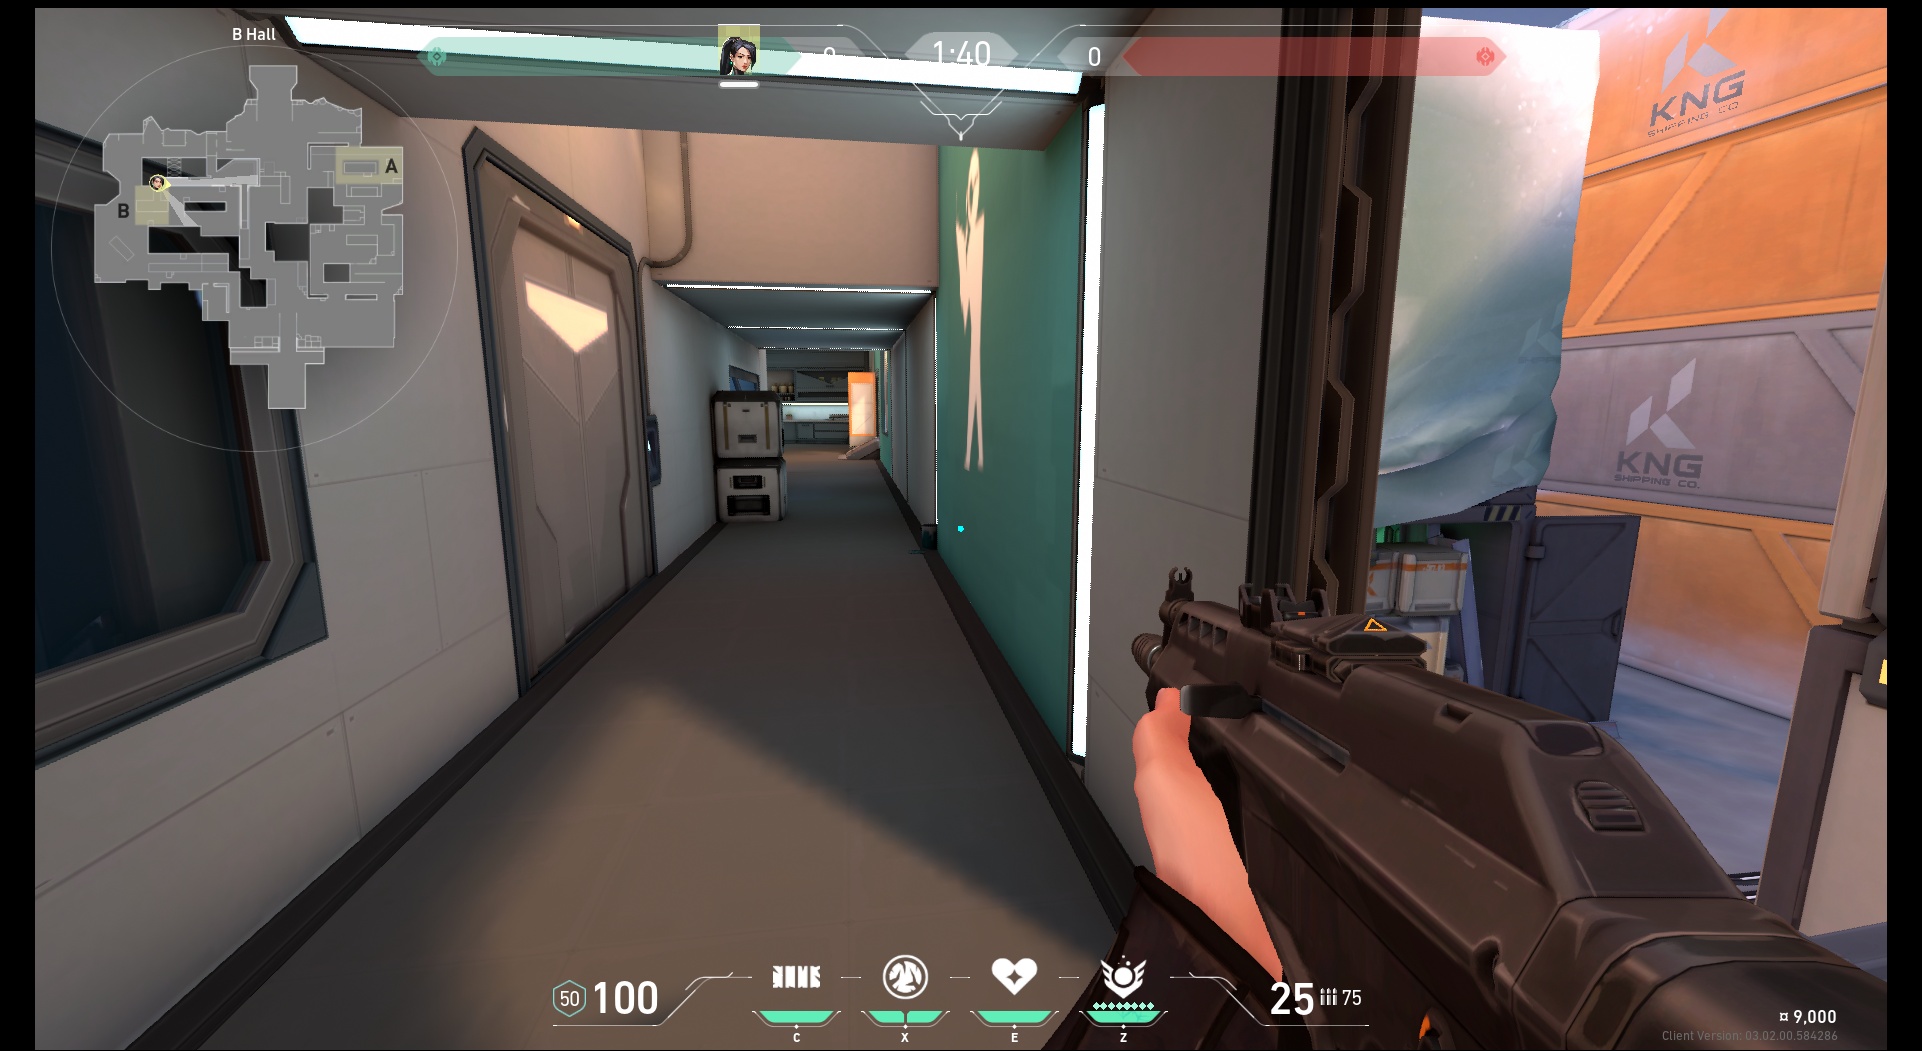 B Hall
0
1:40
0
A
B
KNG
SHIPPING CO.
KNG
SHIPPING CO.
50
100
25
75
C
X
E
Z
¤ 9,000
Client Version: 03.02.00.584286